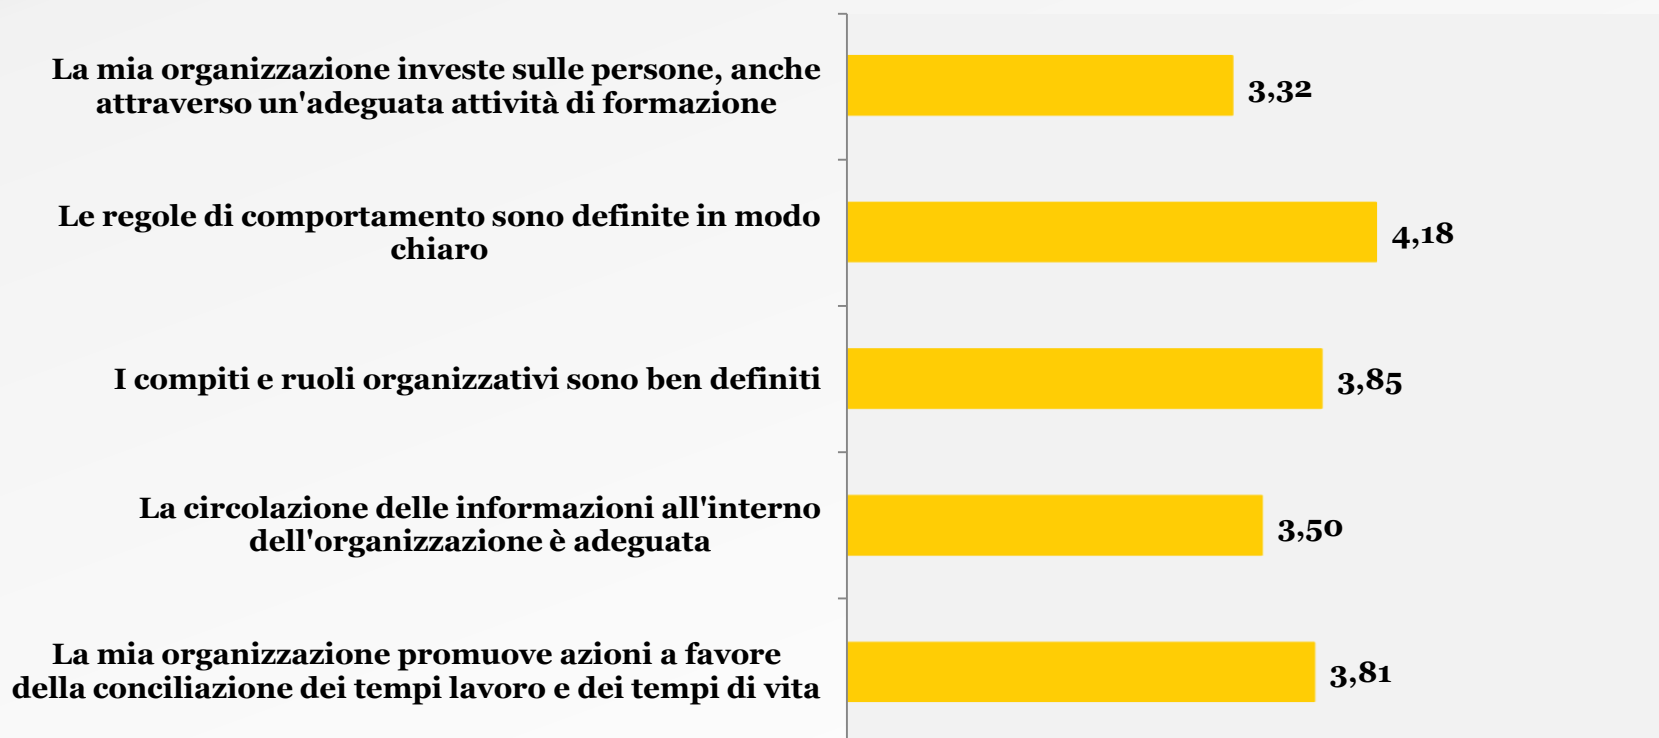 La mia organizzazione investe sulle persone, anche
attraverso un'adeguata attività di formazione
3,32
Le regole di comportamento sono definite in modo
chiaro
4,18
I compiti e ruoli organizzativi sono ben definiti
3,85
La circolazione delle informazioni all'interno
dell'organizzazione è adeguata
3,50
La mia organizzazione promuove azioni a favore
della conciliazione dei tempi lavoro e dei tempi di vita
3,81